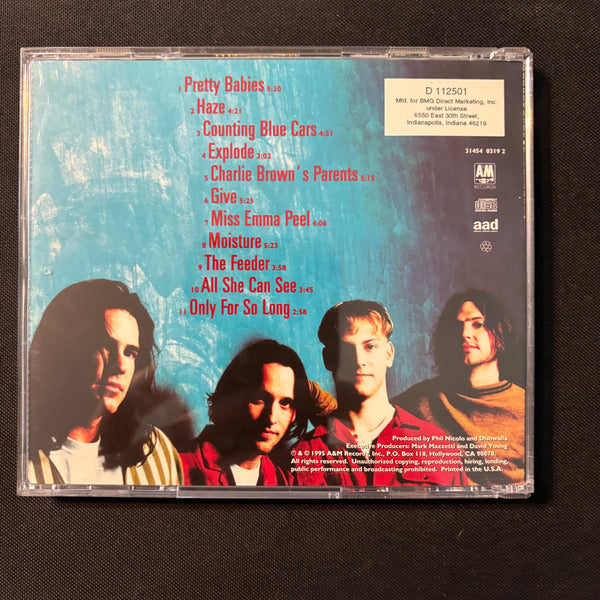 1 Pretty Babies 5:30
2 Haze 4:21
3 Counting Blue Cars 4:51
4 Explode 3:02
5 Charlie Brown's Parents 5:15
6 Give 5:25
7 Miss Emma Peel 4:06
8 Moisture 5:23
9 The Feeder 3:58
10 All She Can See 3:45
11 Only For So Long 2:58
D 112501
Mfd. for BMG Direct Marketing, Inc.
under License
6550 East 30th Street,
Indianapolis, Indiana 46219
31454 0319 2
AM
RECORDS
COMPACT
disc
DIGITAL AUDIO
aad
Produced by Phil Nicolo and Dishwalla
Executive Producers: Mark Mazzetti and David Young
℗ & © 1995 A&M Records, Inc., P.O. Box 118, Hollywood, CA 90078.
All rights reserved. Unauthorized copying, reproduction, hiring, lending,
public performance and broadcasting prohibited. Printed in the U.S.A.